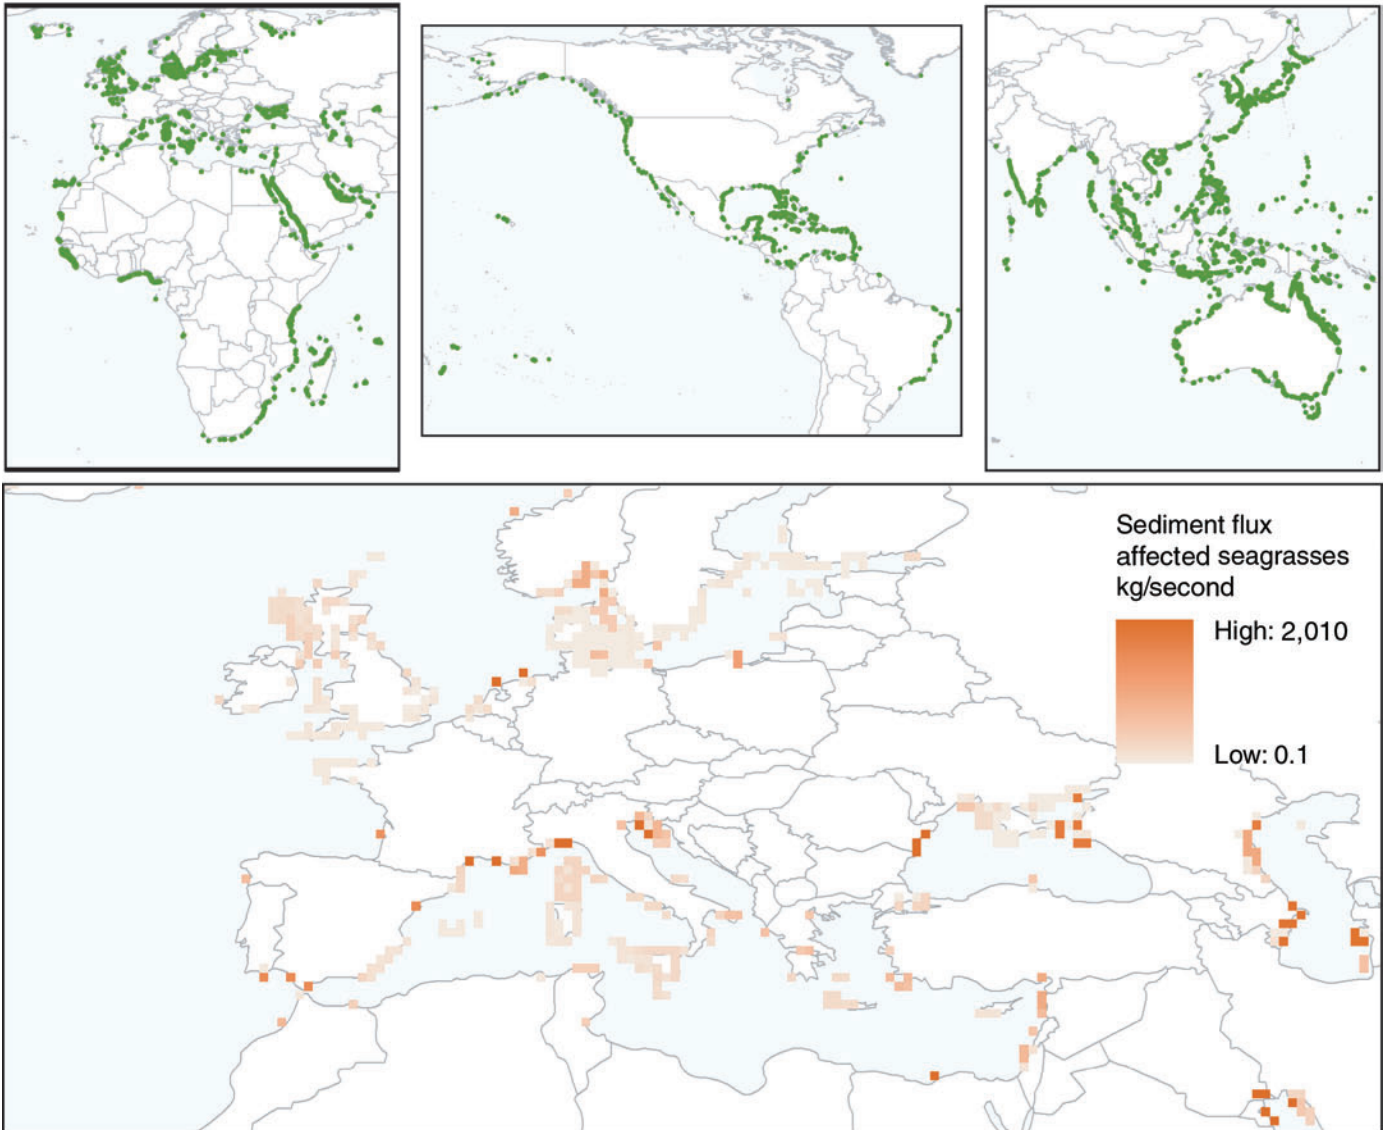 Sediment flux
affected seagrasses
kg/second
High: 2,010
Low: 0.1